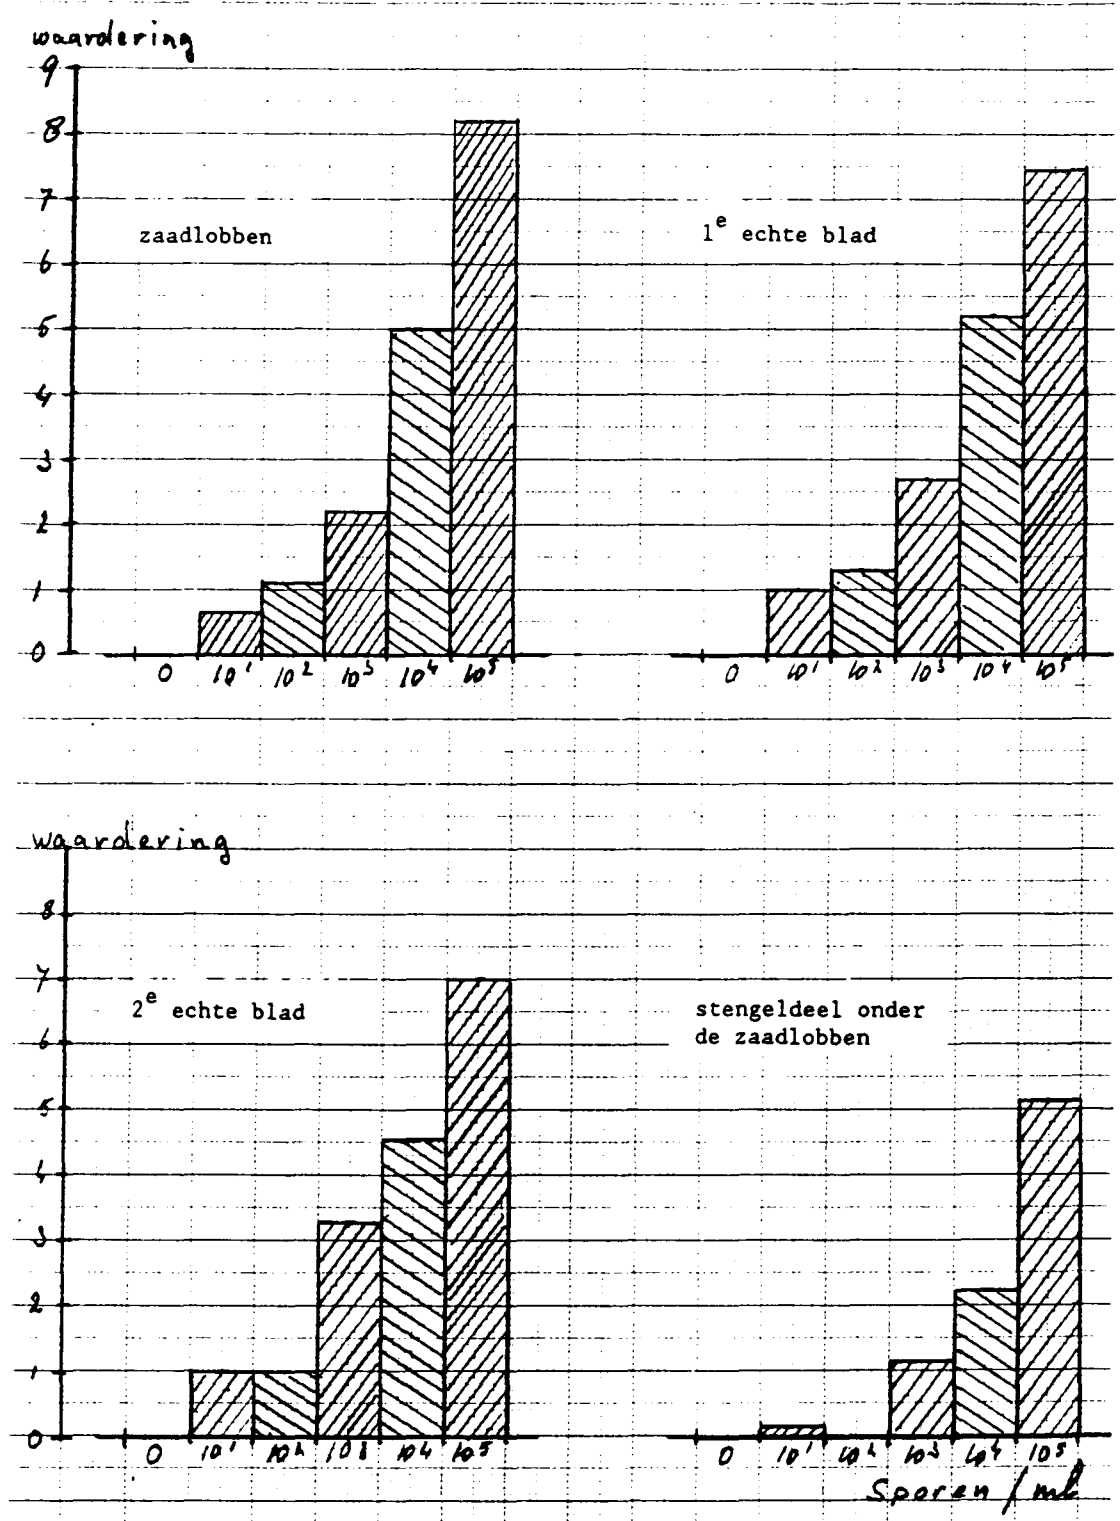 waardering
9
8
7
6
5
4
3
2
1
0
zaadlobben
0 10¹ 10² 10³ 10⁴ 10⁵
1e echte blad
0 10¹ 10² 10³ 10⁴ 10⁵
waardering
8
7
6
5
4
3
2
1
0
2e echte blad
0 10¹ 10² 10³ 10⁴ 10⁵
stengeldeel onder
de zaadlobben
0 10¹ 10² 10³ 10⁴ 10⁵
Sporen / ml